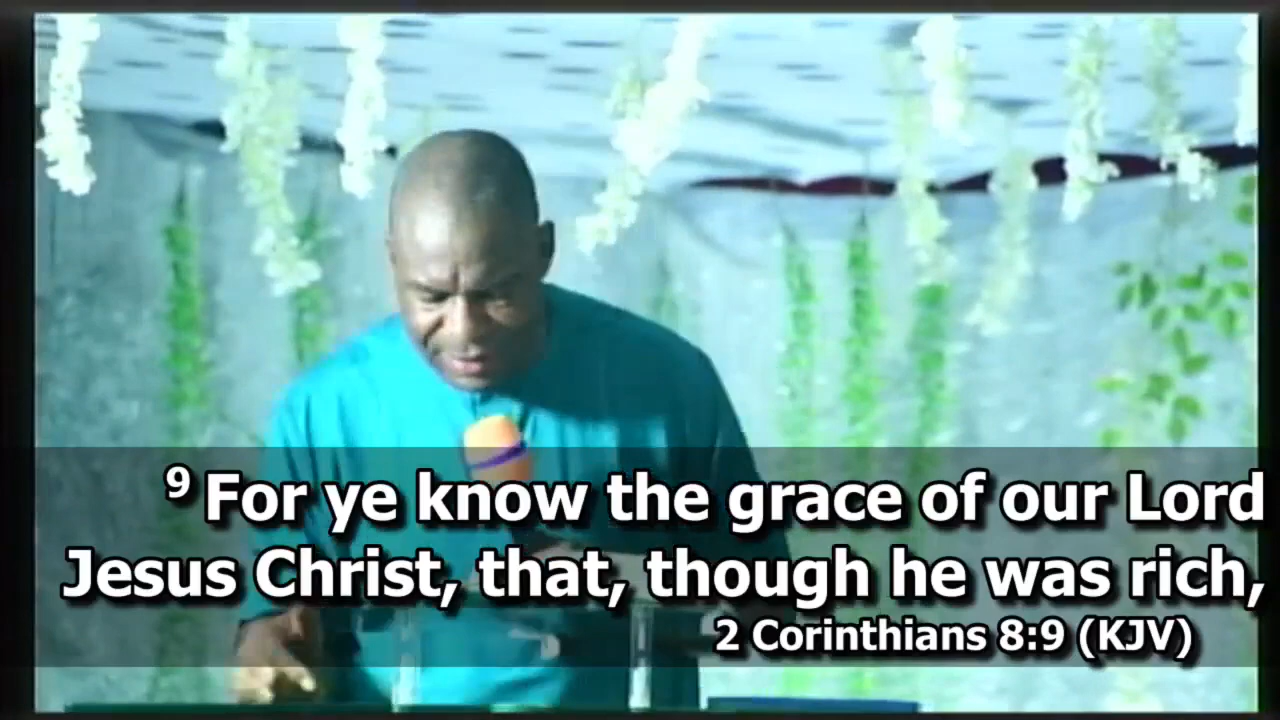 9 For ye know the grace of our Lord
Jesus Christ, that, though he was rich,
2 Corinthians 8:9 (KJV)